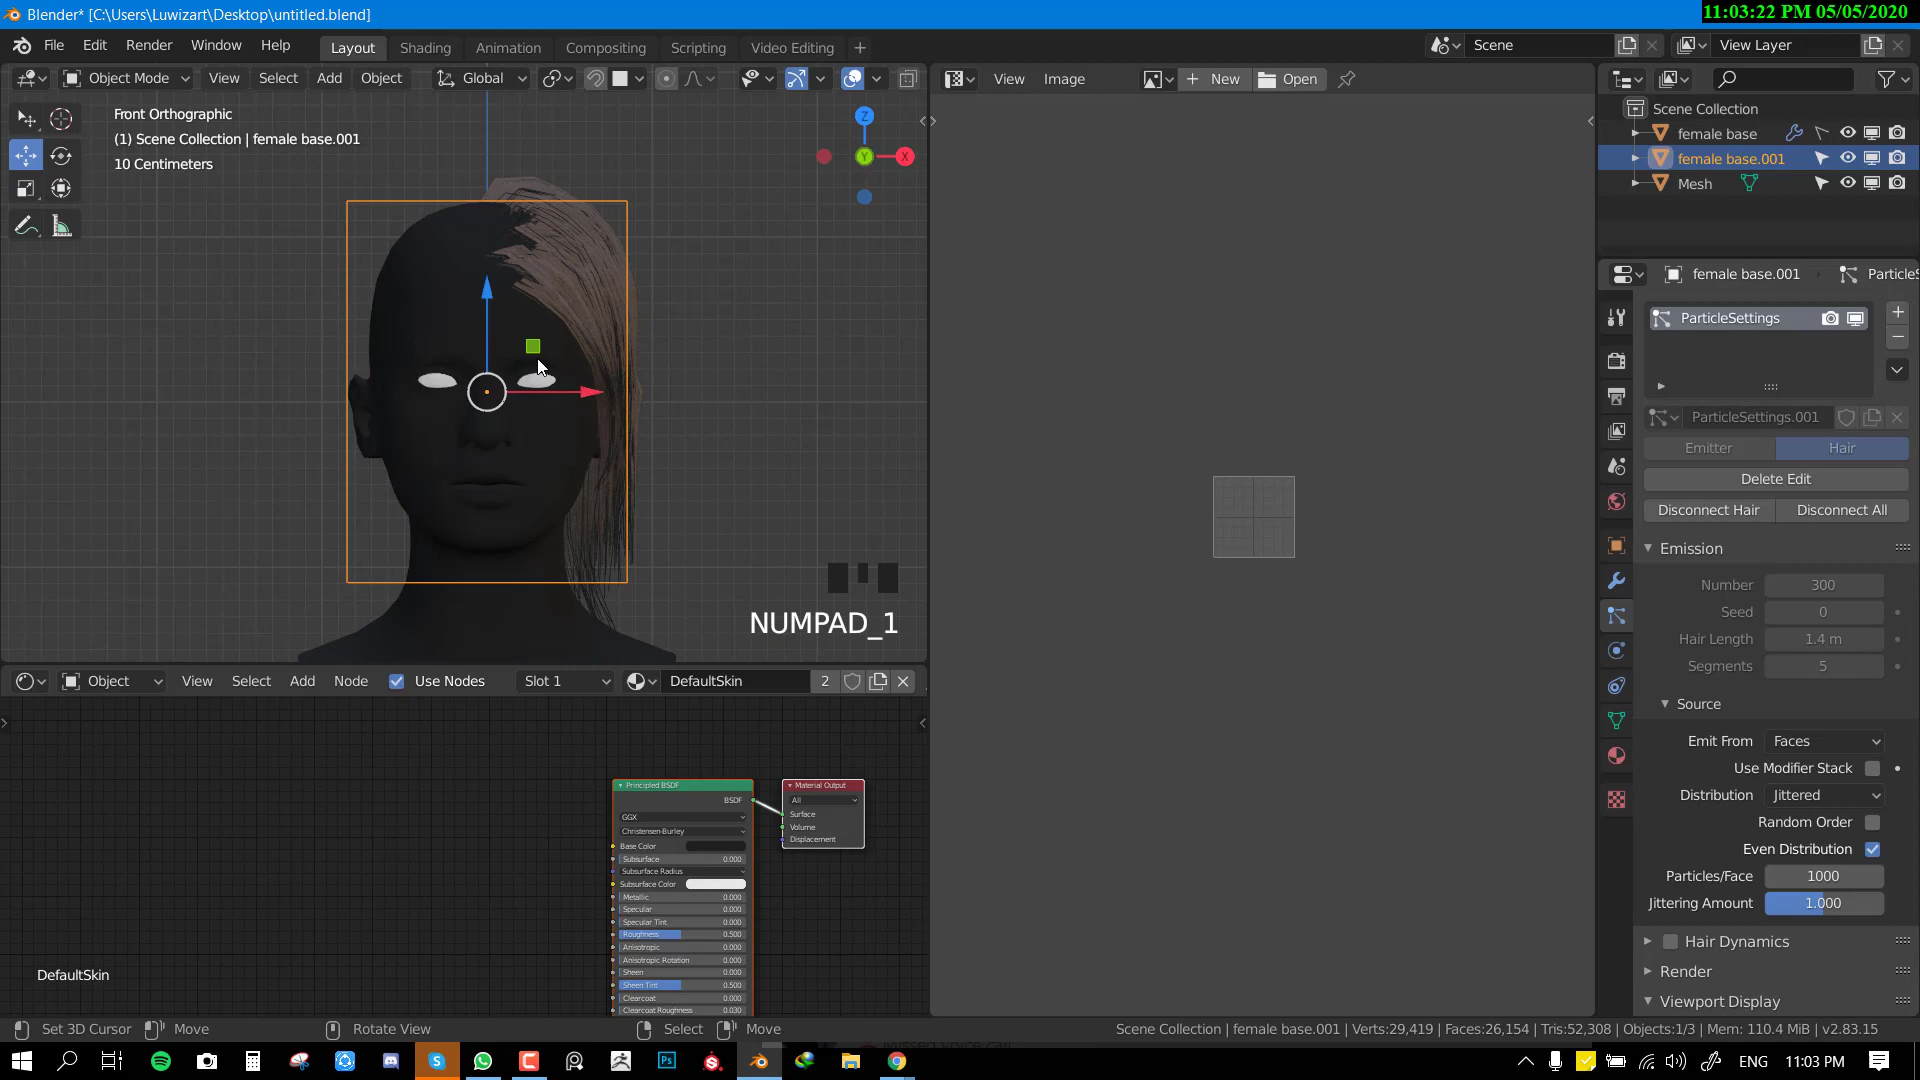 Blender* [C:\Users\Luwizart\Desktop\untitled.blend]
11:03:22 PM 05/05/2020
File Edit Render Window Help
Layout Shading Animation Compositing Scripting Video Editing
Scene
View Layer
Object Mode View Select Add Object Global
View Image New Open
Front Orthographic
(1) Scene Collection | female base.001
10 Centimeters
Z
Y
X
NUMPAD_1
Scene Collection
female base
female base.001
Mesh
female base.001
ParticleS
ParticleSettings
ParticleSettings.001
Emitter Hair
Delete Edit
Disconnect Hair Disconnect All
Emission
Number 300
Seed 0
Hair Length 1.4 m
Segments 5
Source
Emit From Faces
Use Modifier Stack
Distribution Jittered
Random Order
Even Distribution
Particles/Face 1000
Jittering Amount 1.000
Hair Dynamics
Render
Viewport Display
Object View Select Add Node Use Nodes Slot 1 DefaultSkin 2
Principled BSDF
BSDF
GGX
Christensen-Burley
Base Color
Subsurface 0.000
Subsurface Radius
Subsurface Color
Metallic 0.000
Specular 0.000
Specular Tint 0.000
Roughness 0.500
Anisotropic 0.000
Anisotropic Rotation 0.000
Sheen 0.000
Sheen Tint 0.500
Clearcoat 0.000
Clearcoat Roughness 0.030
Material Output
All
Surface
Volume
Displacement
DefaultSkin
Set 3D Cursor Move Rotate View Select Move
Scene Collection | female base.001 | Verts:29,419 | Faces:26,154 | Tris:52,308 | Objects:1/3 | Mem: 110.4 MiB | v2.83.15
ENG 11:03 PM